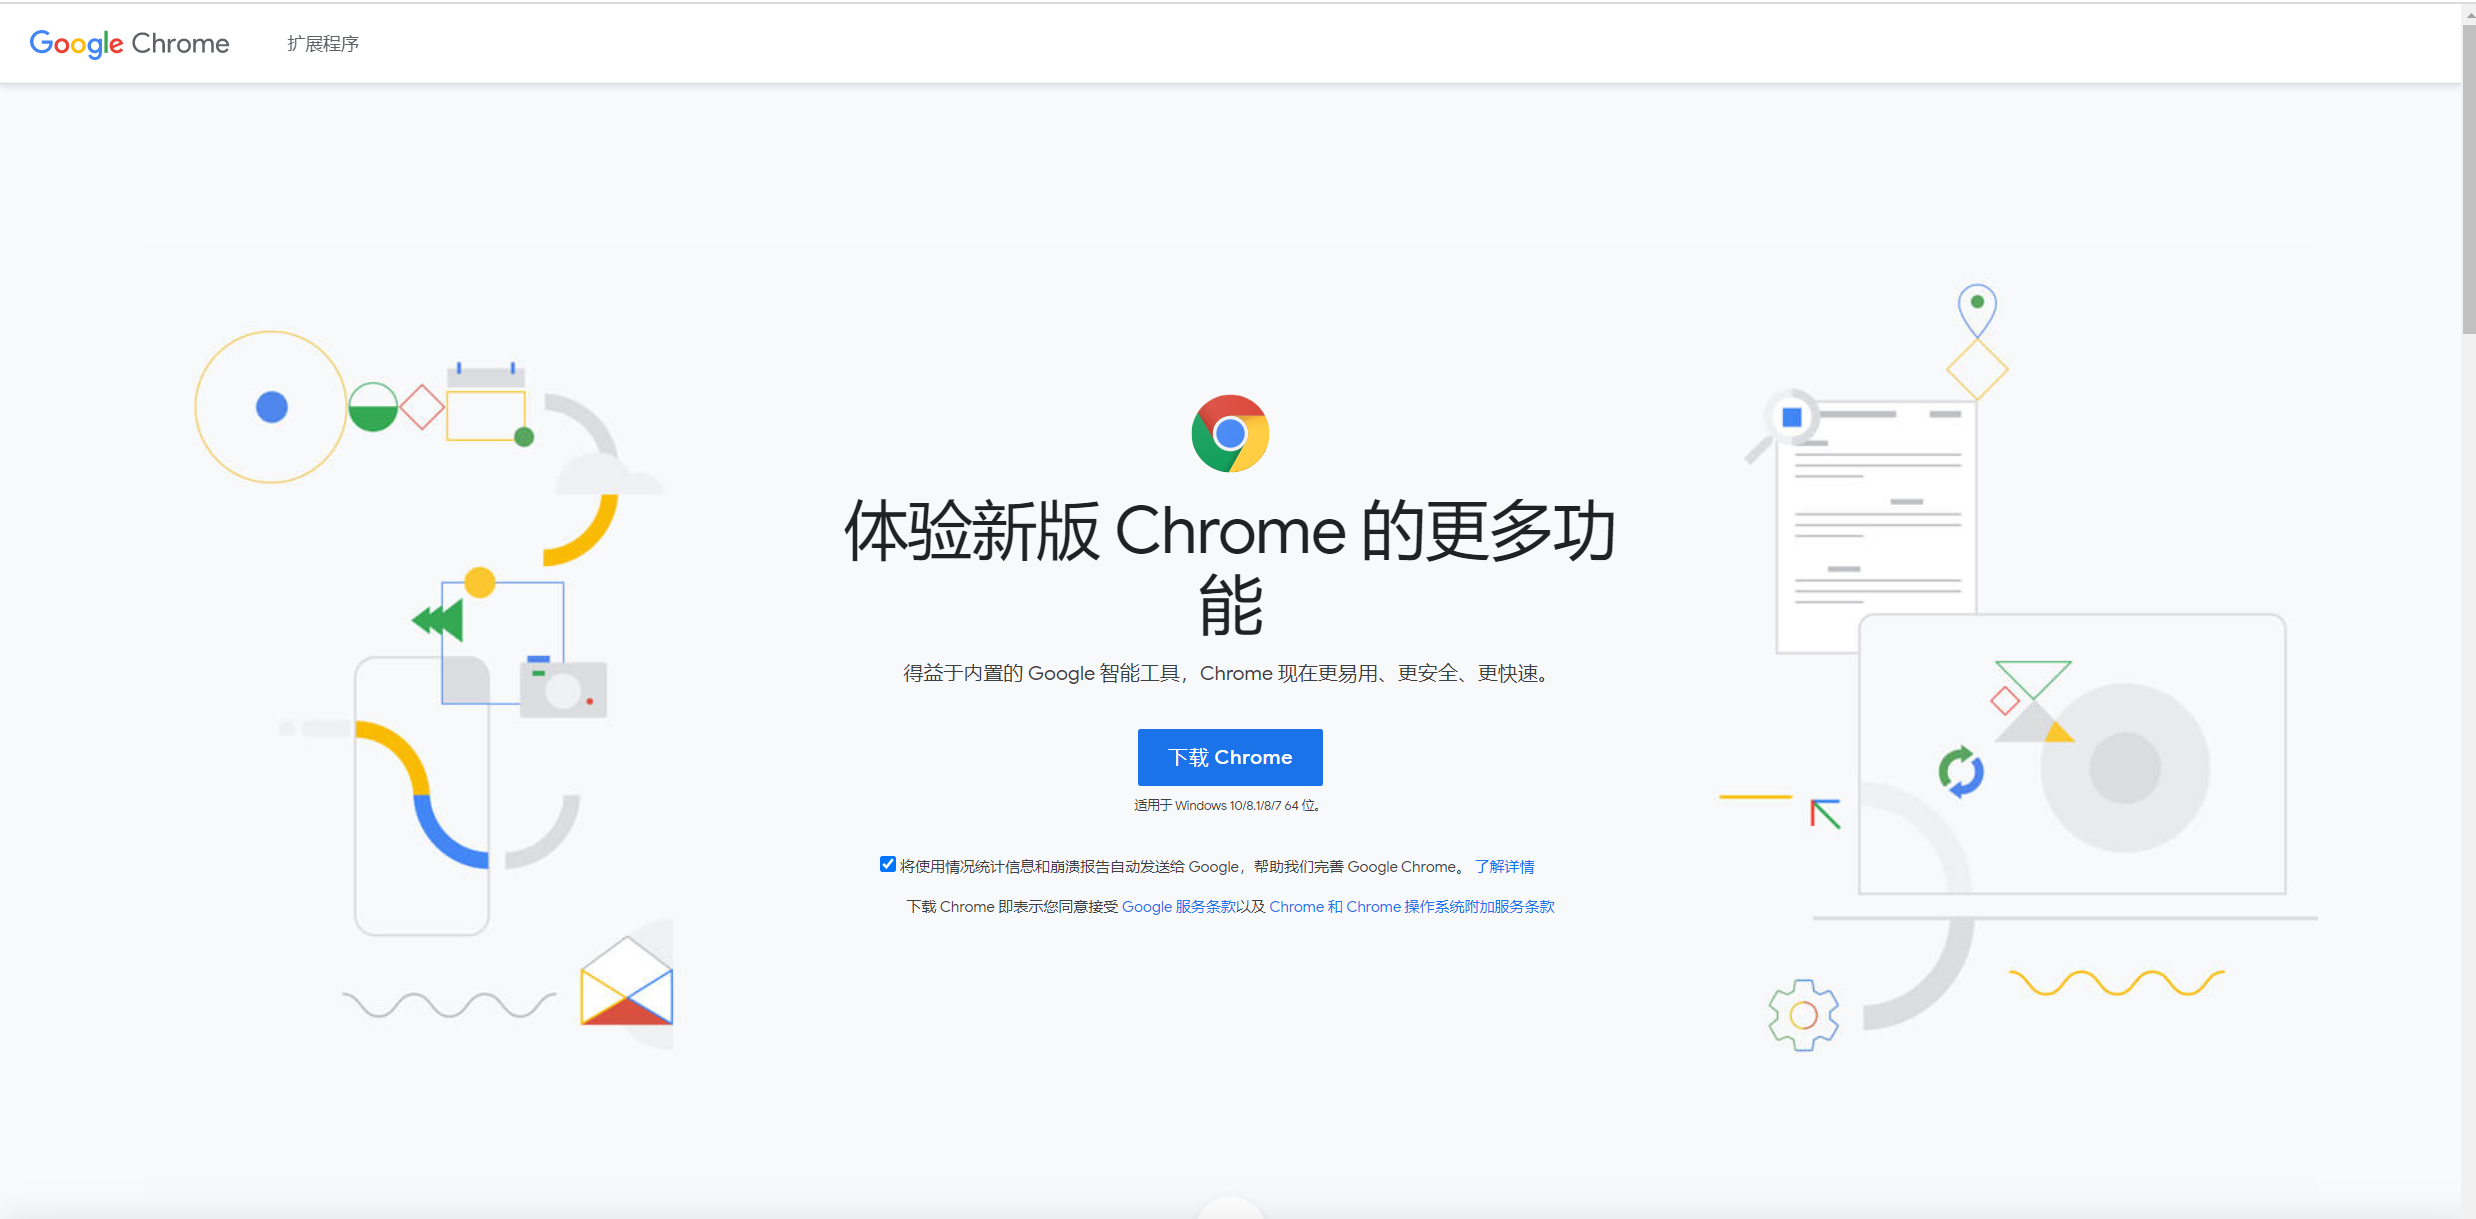 Google Chrome 扩展程序
体验新版 Chrome 的更多功
能
得益于内置的 Google 智能工具，Chrome 现在更易用、更安全、更快速。
下载 Chrome
适用于 Windows 10/8.1/8/7 64 位。
将使用情况统计信息和崩溃报告自动发送给 Google，帮助我们完善 Google Chrome。 了解详情
下载 Chrome 即表示您同意接受 Google 服务条款以及 Chrome 和 Chrome 操作系统附加服务条款